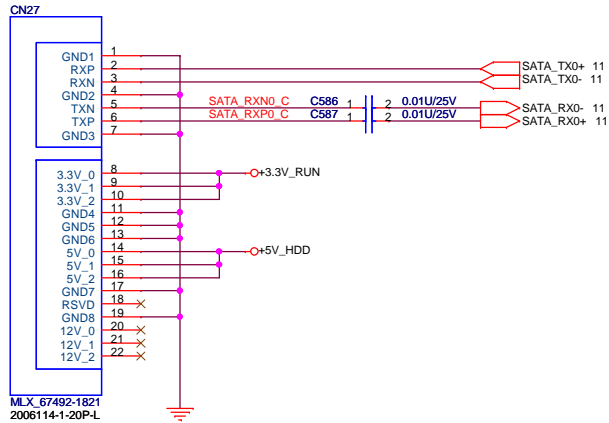 CN27
GND1 1
RXP 2 SATA_TX0+ 11
RXN 3 SATA_TX0- 11
GND2 4
TXN 5 SATA_RXN0_C C586 1 2 0.01U/25V SATA_RX0- 11
TXP 6 SATA_RXP0_C C587 1 2 0.01U/25V SATA_RX0+ 11
GND3 7
3.3V_0 8 +3.3V_RUN
3.3V_1 9
3.3V_2 10
GND4 11
GND5 12
GND6 13
5V_0 14 +5V_HDD
5V_1 15
5V_2 16
GND7 17
RSVD 18
GND8 19
12V_0 20
12V_1 21
12V_2 22
MLX_67492-1821
2006114-1-20P-L